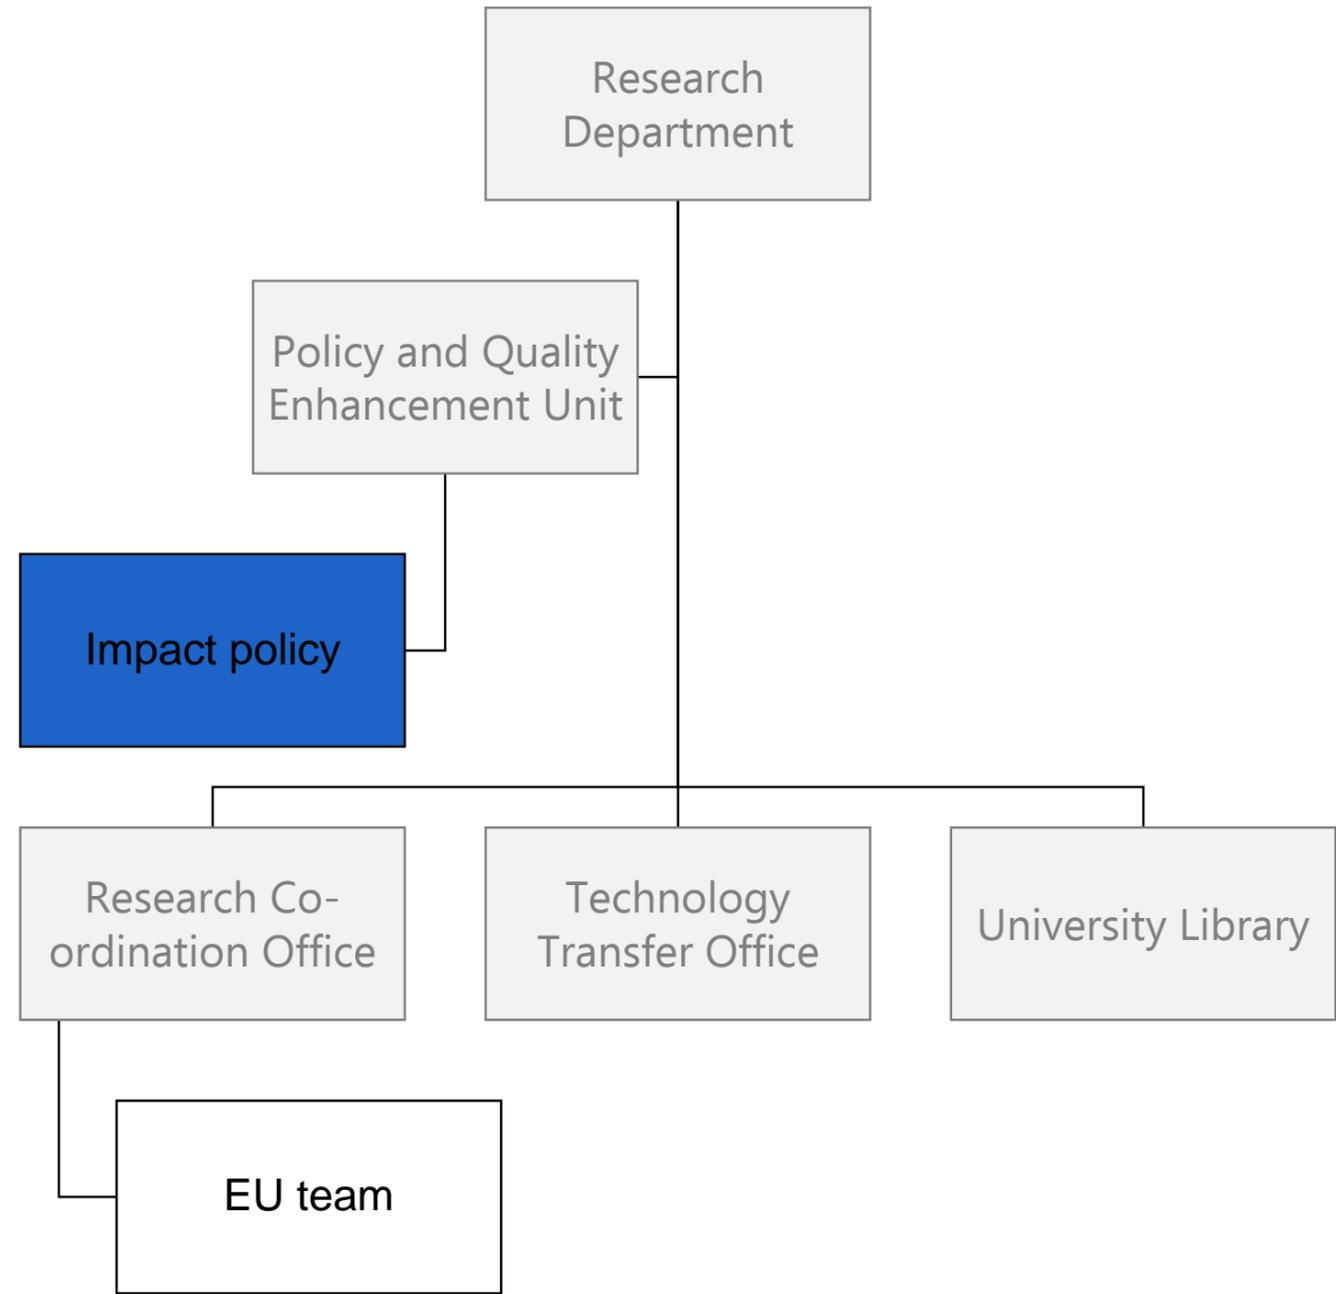 Research
Department
Policy and Quality
Enhancement Unit
Impact policy
Research Co-
ordination Office
Technology
Transfer Office
University Library
EU team